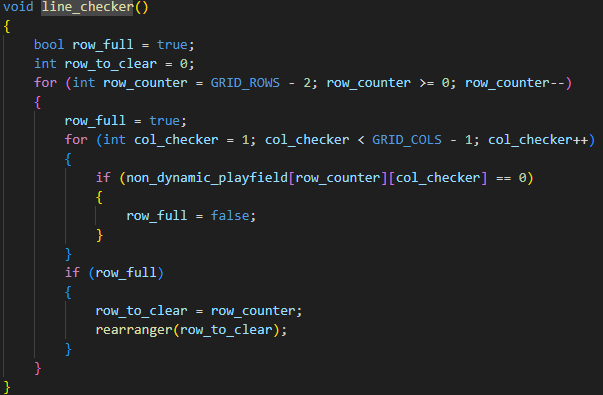 void line_checker()
{
    bool row_full = true;
    int row_to_clear = 0;
    for (int row_counter = GRID_ROWS - 2; row_counter >= 0; row_counter--)
    {
        row_full = true;
        for (int col_checker = 1; col_checker < GRID_COLS - 1; col_checker++)
        {
            if (non_dynamic_playfield[row_counter][col_checker] == 0)
            {
                row_full = false;
            }
        }
        if (row_full)
        {
            row_to_clear = row_counter;
            rearranger(row_to_clear);
        }
    }
}